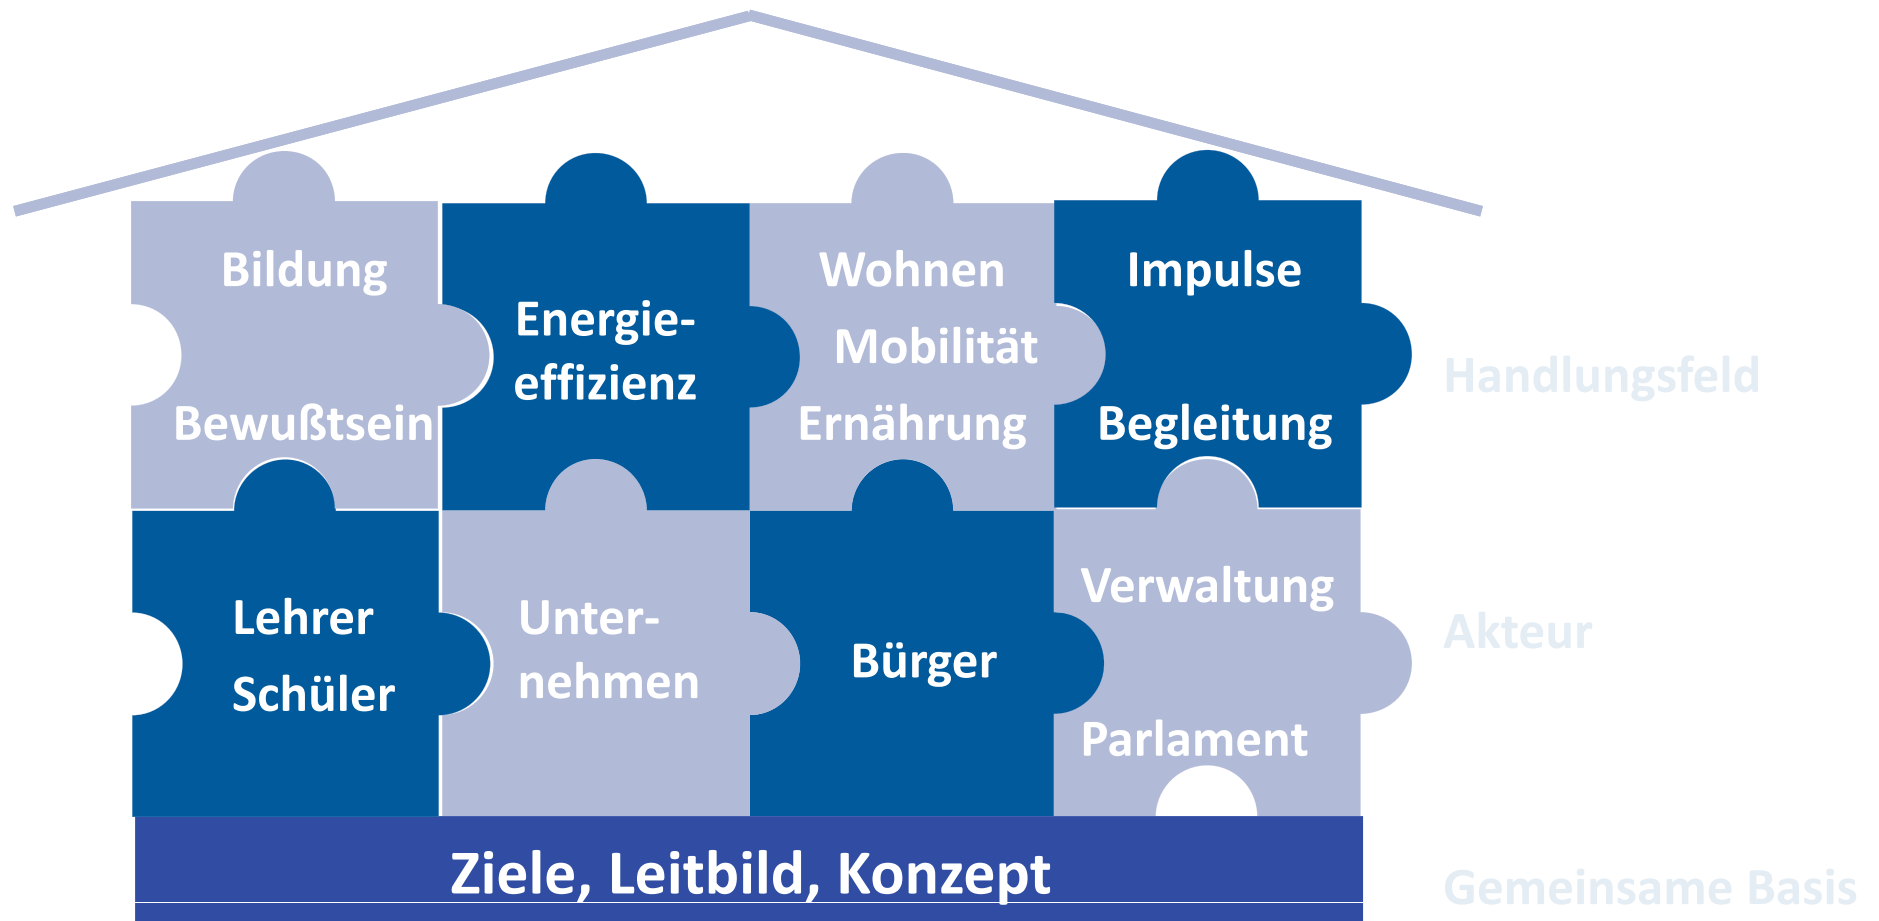 Bildung
Bewußtsein
Energie-
effizienz
Wohnen
Mobilität
Ernährung
Impulse
Begleitung
Handlungsfeld
Lehrer
Schüler
Unter-
nehmen
Bürger
Verwaltung
Parlament
Akteur
Ziele, Leitbild, Konzept
Gemeinsame Basis